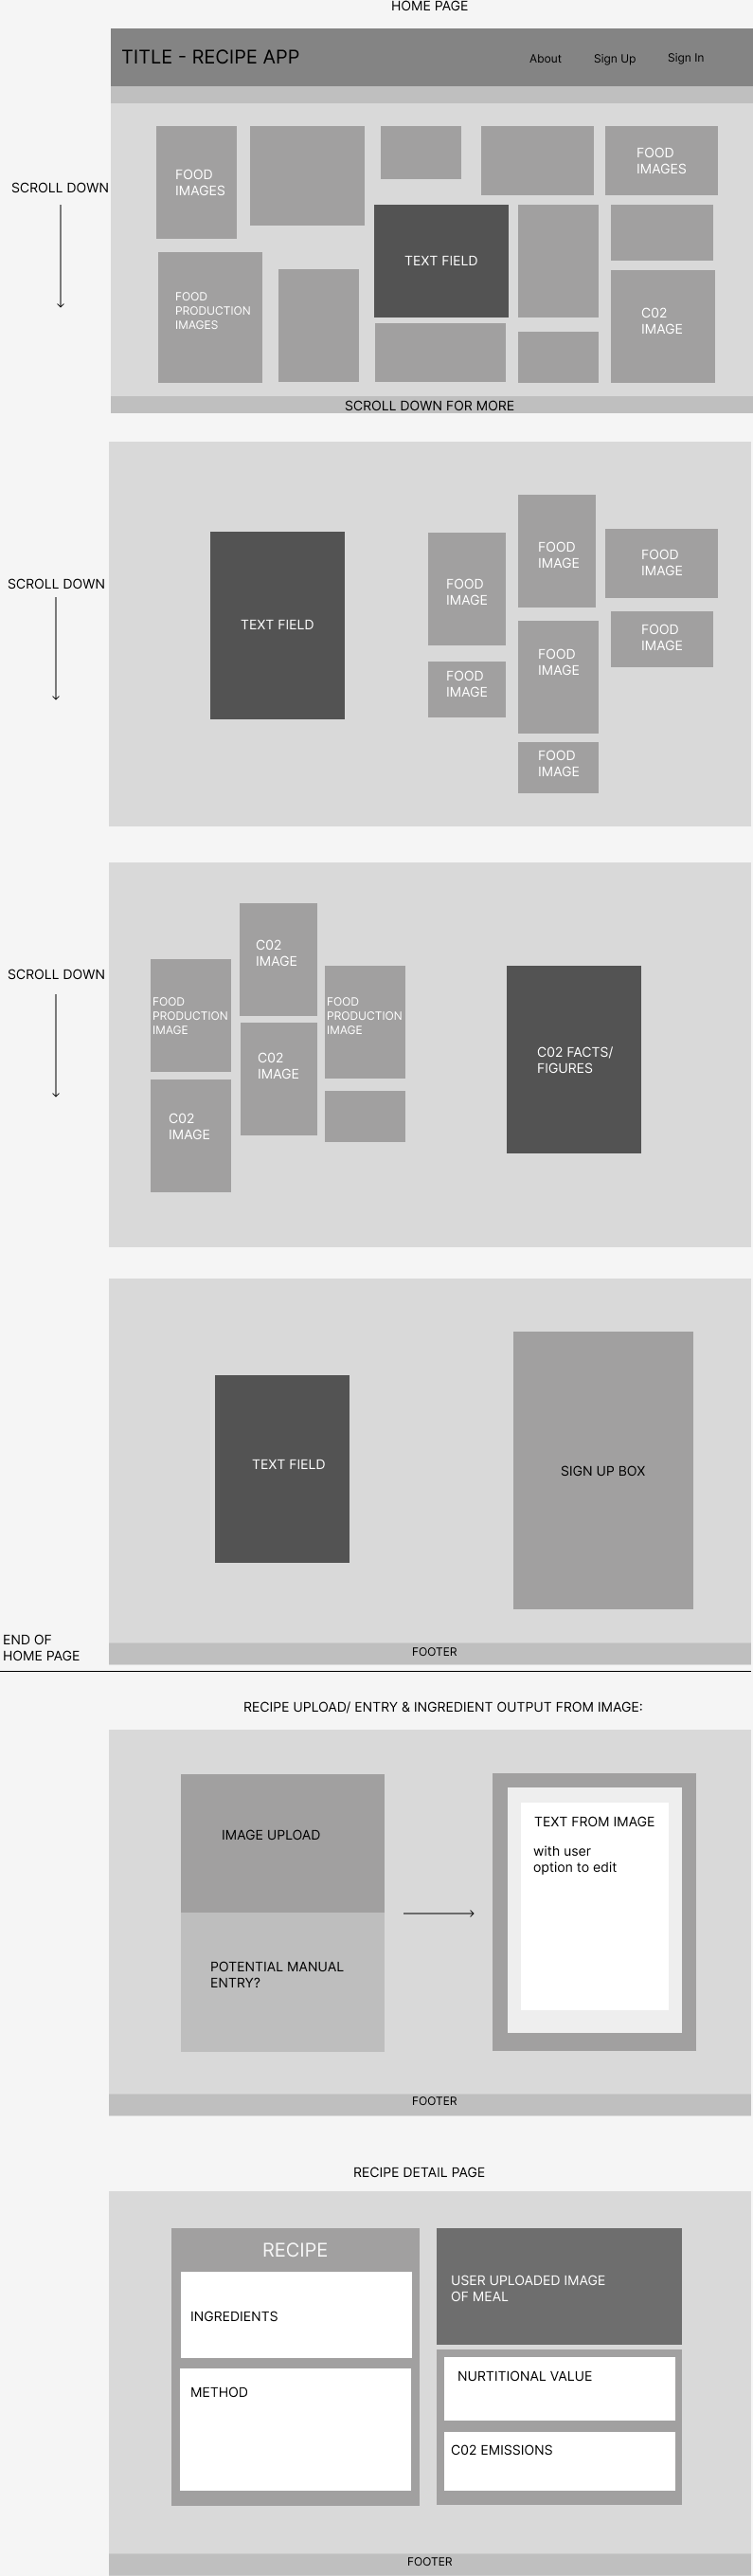 HOME PAGE
TITLE - RECIPE APP
About
Sign Up
Sign In
SCROLL DOWN
FOOD
IMAGES
FOOD
IMAGES
TEXT FIELD
FOOD
PRODUCTION
IMAGES
C02
IMAGE
SCROLL DOWN FOR MORE
SCROLL DOWN
TEXT FIELD
FOOD
IMAGE
FOOD
IMAGE
FOOD
IMAGE
FOOD
IMAGE
FOOD
IMAGE
FOOD
IMAGE
FOOD
IMAGE
SCROLL DOWN
C02
IMAGE
FOOD
PRODUCTION
IMAGE
FOOD
PRODUCTION
IMAGE
C02
IMAGE
C02
IMAGE
C02 FACTS/
FIGURES
TEXT FIELD
SIGN UP BOX
END OF
HOME PAGE
FOOTER
RECIPE UPLOAD/ ENTRY & INGREDIENT OUTPUT FROM IMAGE:
IMAGE UPLOAD
POTENTIAL MANUAL
ENTRY?
TEXT FROM IMAGE
with user
option to edit
FOOTER
RECIPE DETAIL PAGE
RECIPE
INGREDIENTS
METHOD
USER UPLOADED IMAGE
OF MEAL
NURTITIONAL VALUE
C02 EMISSIONS
FOOTER